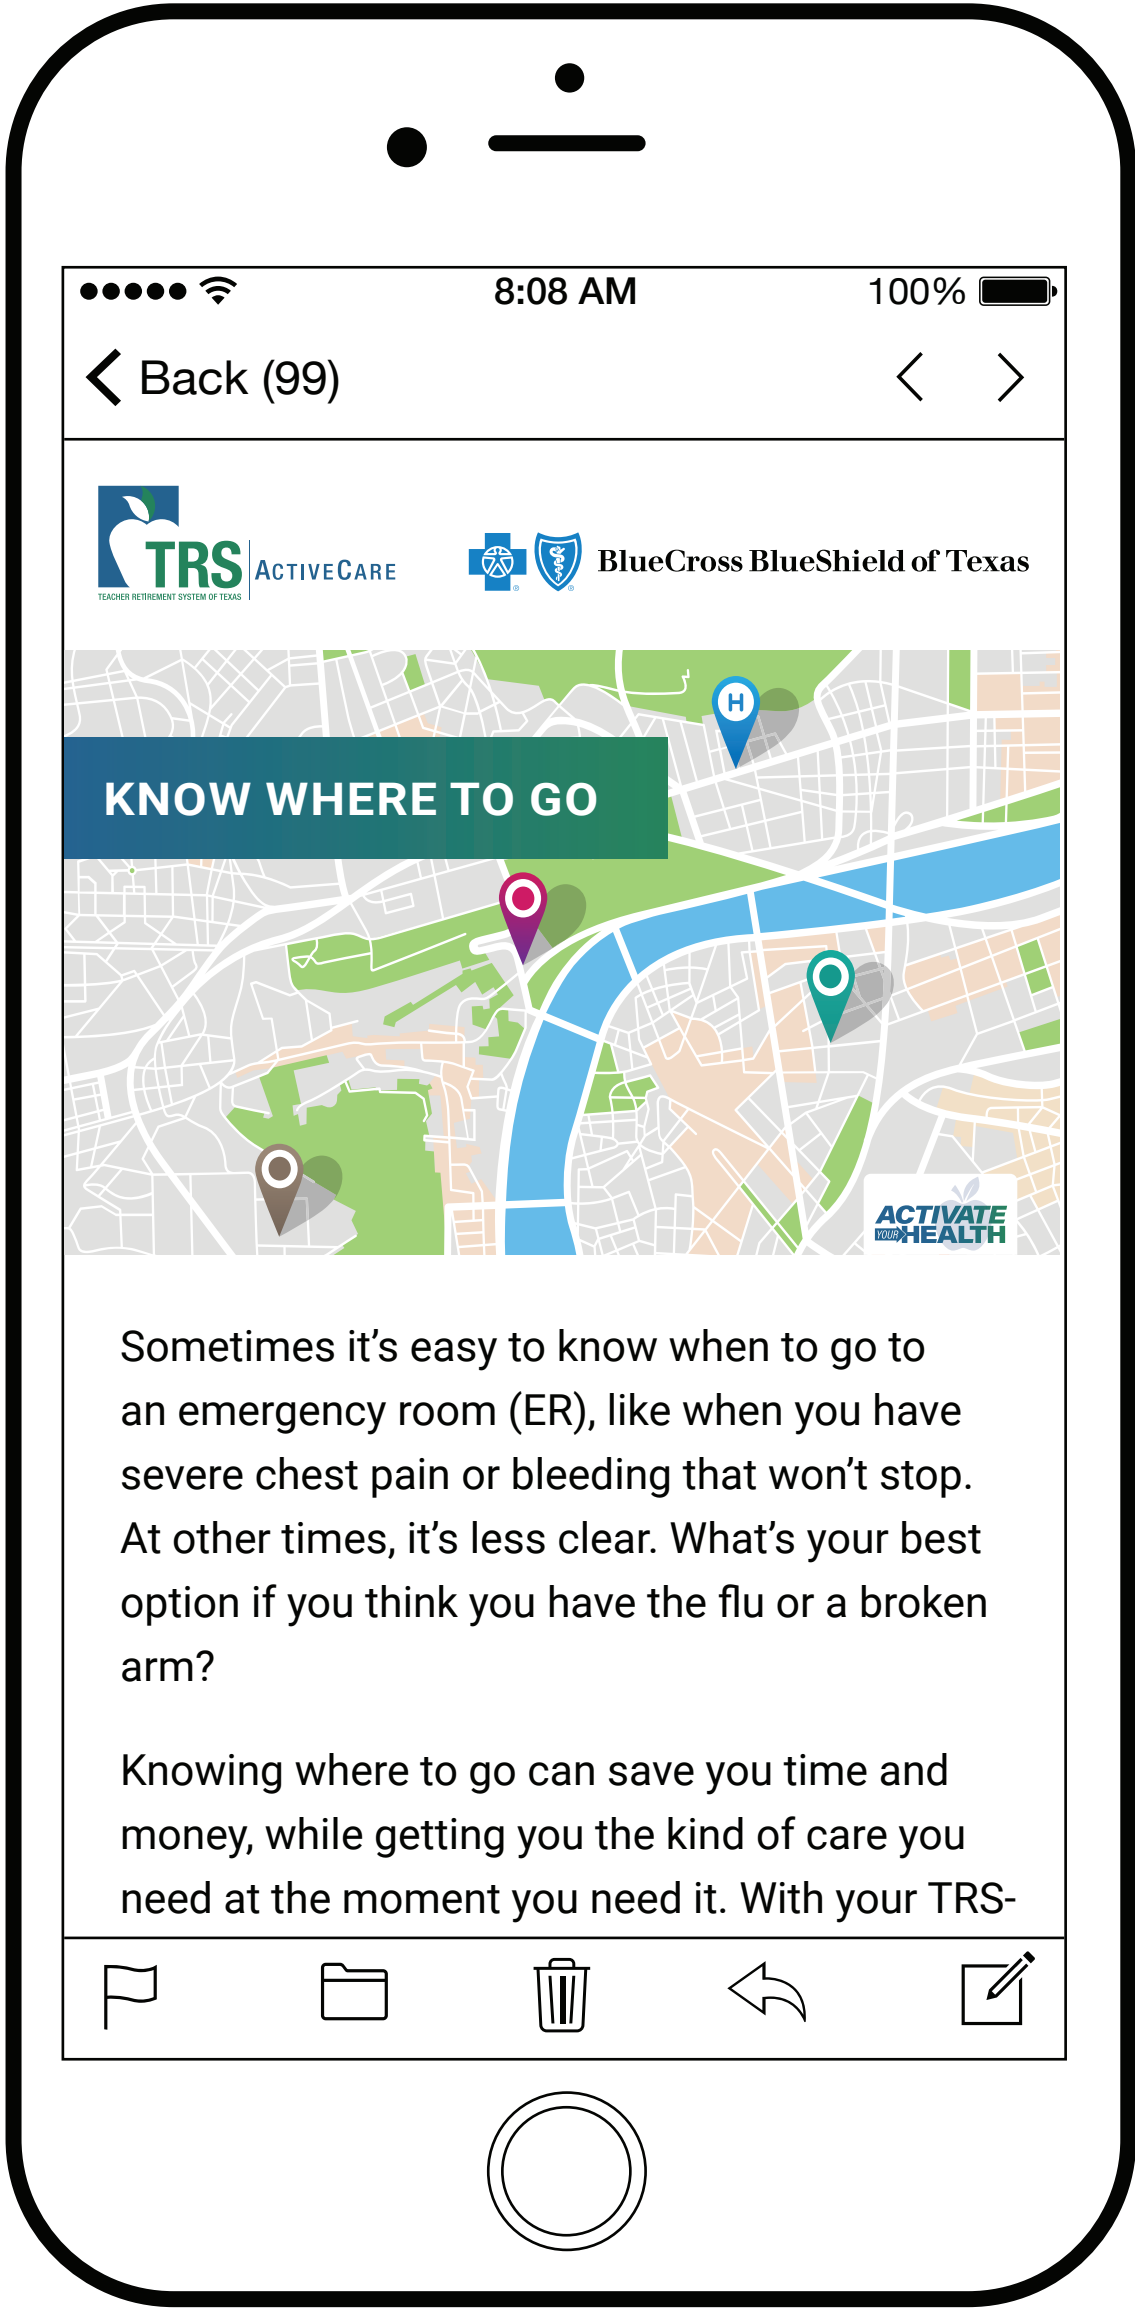 8:08 AM
100%
Back (99)
TRS
ACTIVECARE
TEACHER RETIREMENT SYSTEM OF TEXAS
BlueCross BlueShield of Texas
H
KNOW WHERE TO GO
ACTIVATE
YOUR HEALTH
Sometimes it’s easy to know when to go to
an emergency room (ER), like when you have
severe chest pain or bleeding that won’t stop.
At other times, it’s less clear. What’s your best
option if you think you have the flu or a broken
arm?
Knowing where to go can save you time and
money, while getting you the kind of care you
need at the moment you need it. With your TRS-